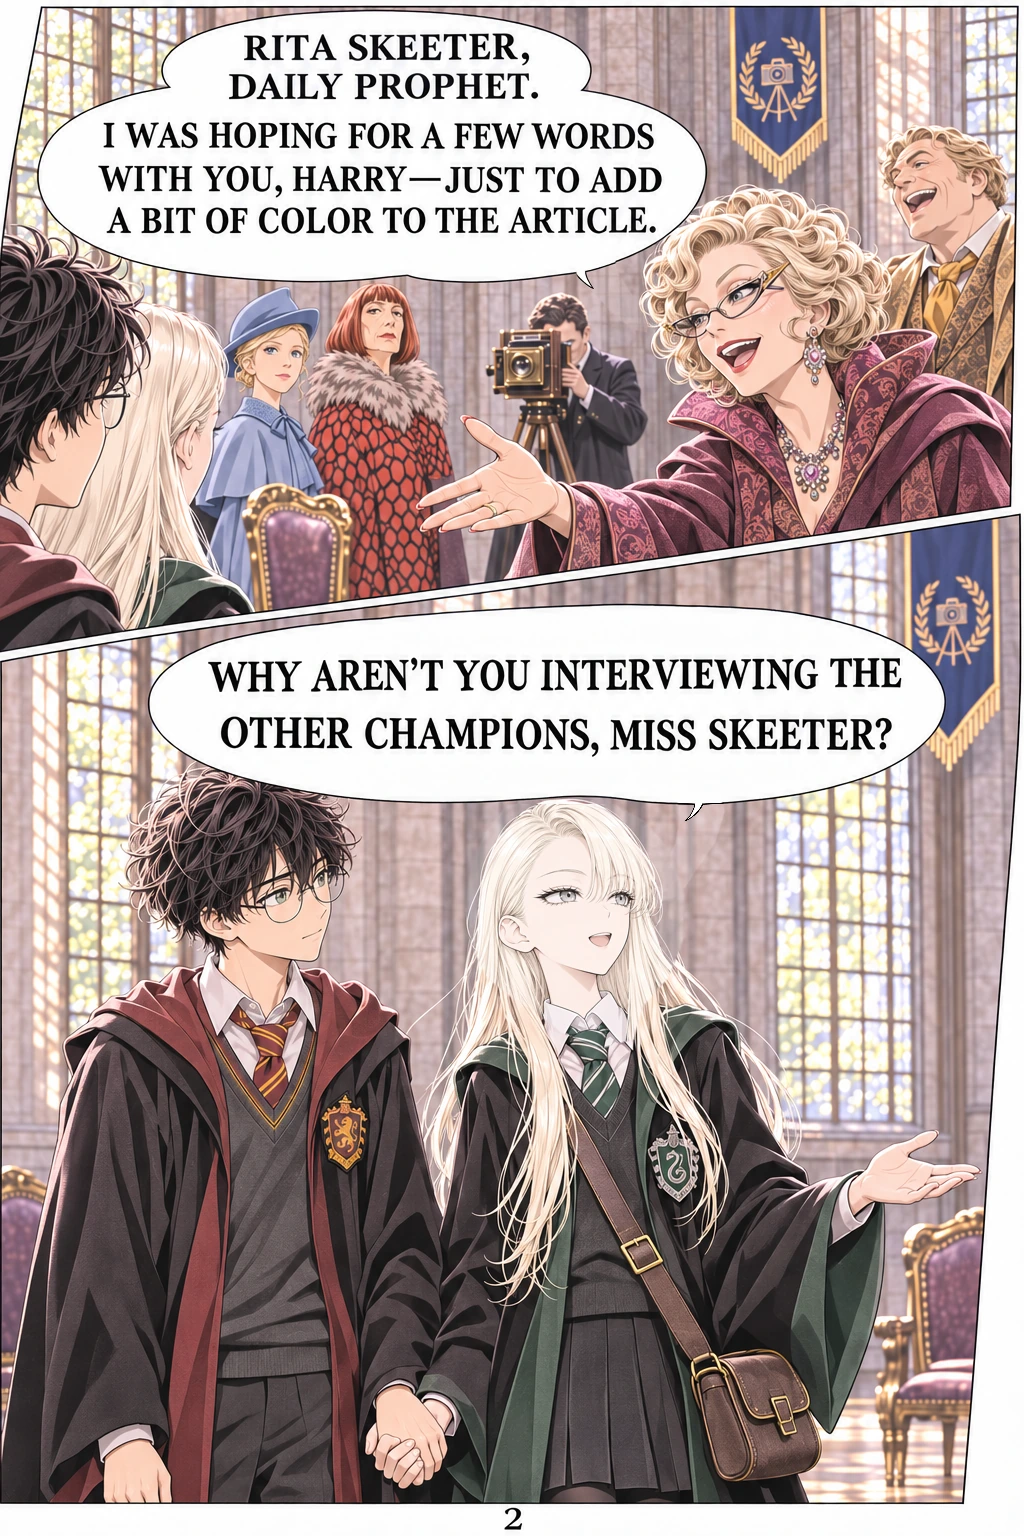 RITA SKEETER,
DAILY PROPHET.
I WAS HOPING FOR A FEW WORDS
WITH YOU, HARRY—JUST TO ADD
A BIT OF COLOR TO THE ARTICLE.
WHY AREN'T YOU INTERVIEWING THE
OTHER CHAMPIONS, MISS SKEETER?
2